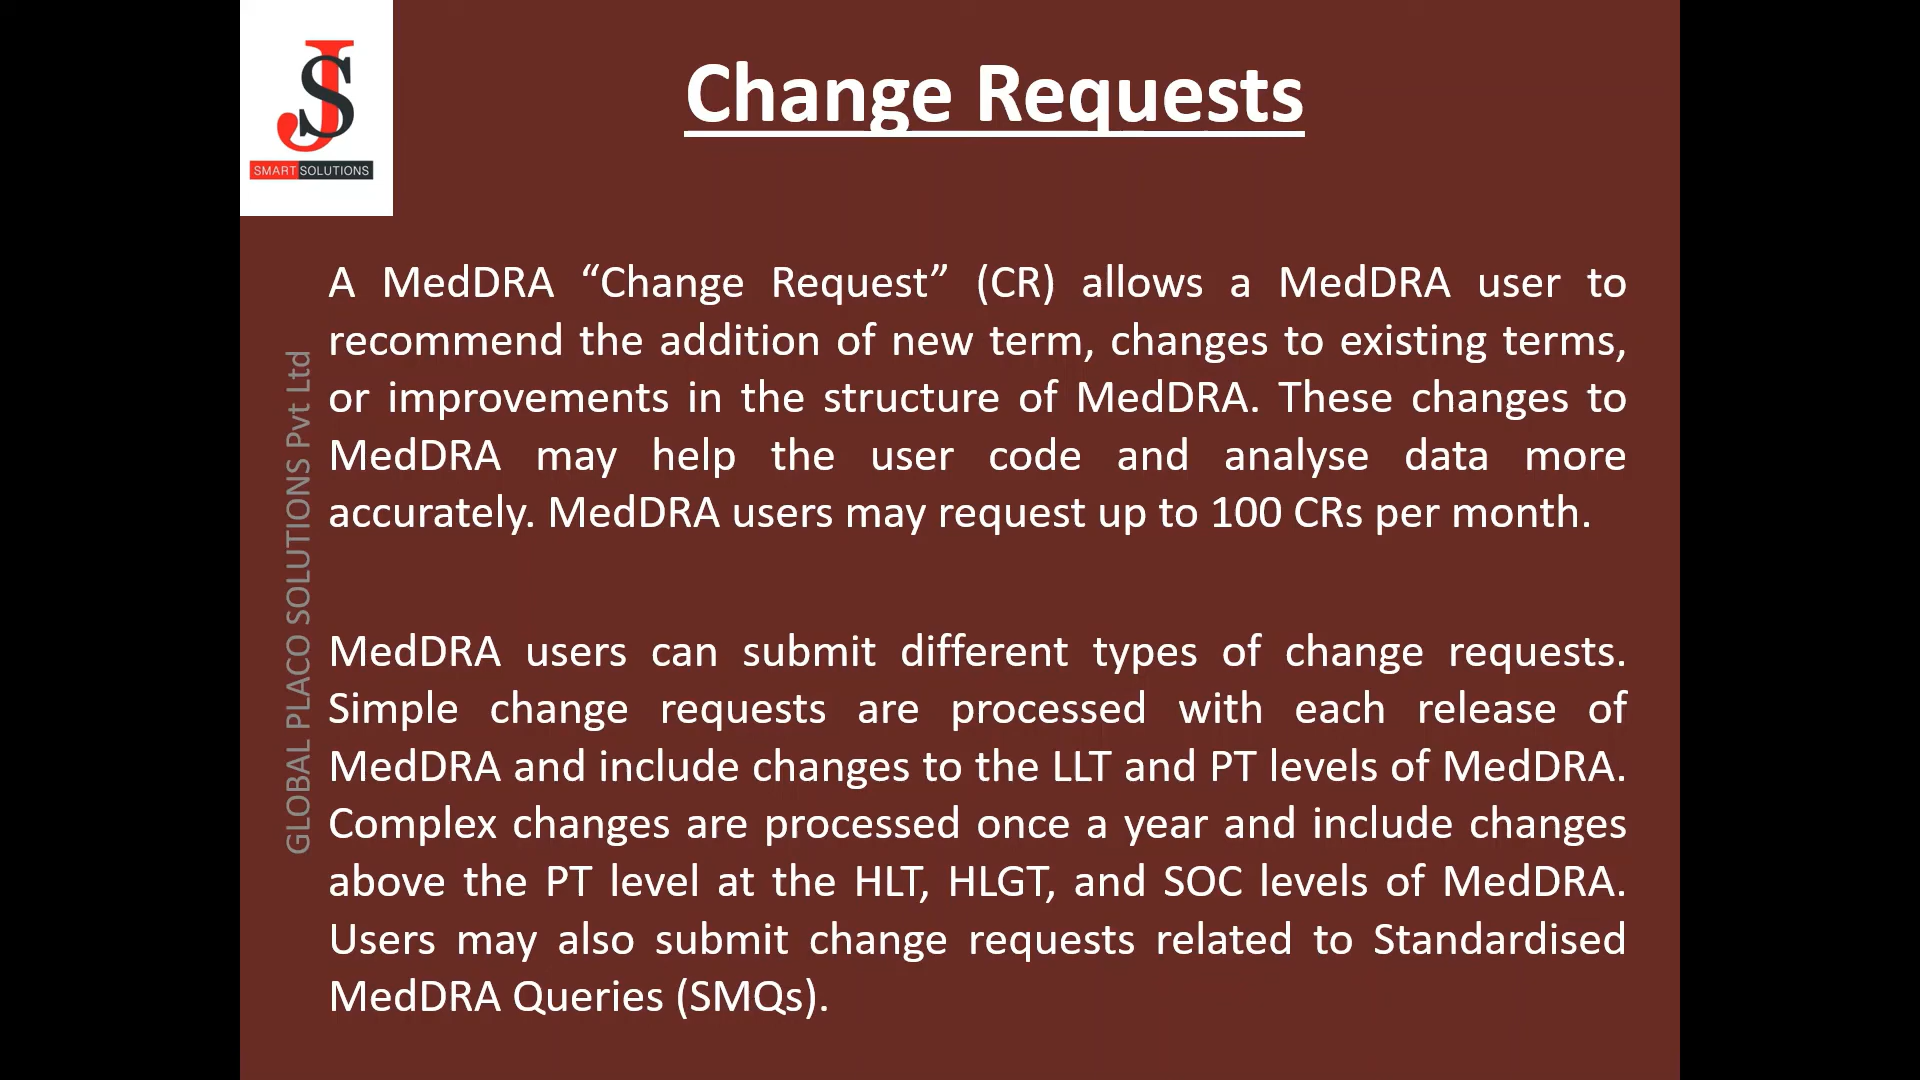 JS
SMART SOLUTIONS
Change Requests
A MedDRA “Change Request” (CR) allows a MedDRA user to
recommend the addition of new term, changes to existing terms,
or improvements in the structure of MedDRA. These changes to
MedDRA may help the user code and analyse data more
accurately. MedDRA users may request up to 100 CRs per month.
MedDRA users can submit different types of change requests.
Simple change requests are processed with each release of
MedDRA and include changes to the LLT and PT levels of MedDRA.
Complex changes are processed once a year and include changes
above the PT level at the HLT, HLGT, and SOC levels of MedDRA.
Users may also submit change requests related to Standardised
MedDRA Queries (SMQs).
GLOBAL PLACO SOLUTIONS Pvt Ltd